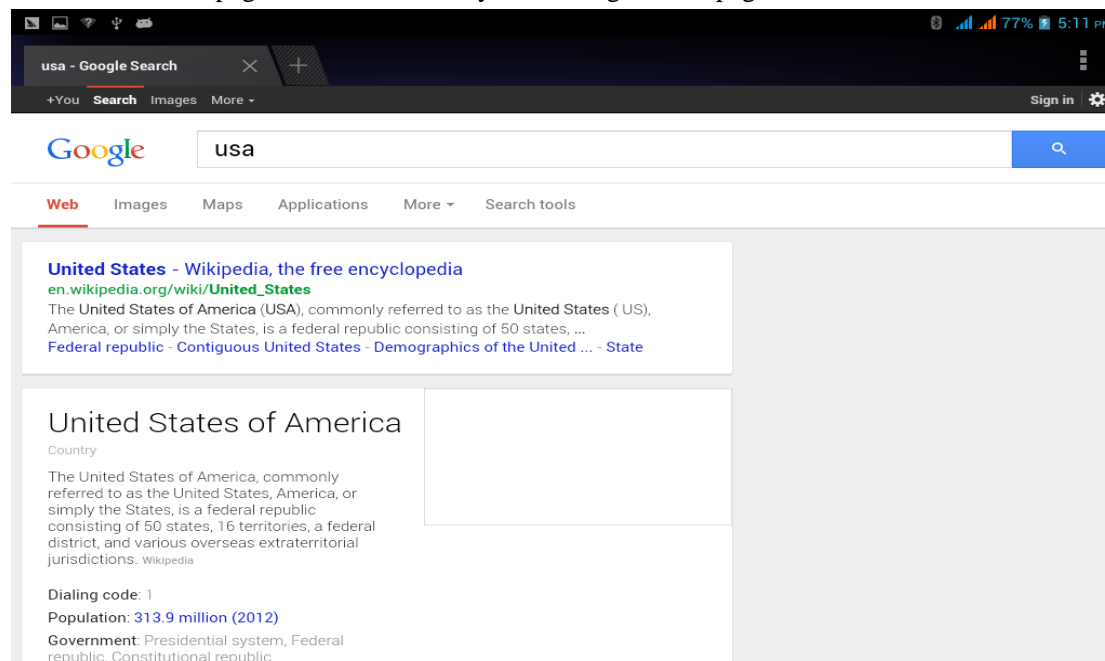 77% 5:11 PM
usa - Google Search
+You Search Images More
Sign in
Google
usa
Web Images Maps Applications More Search tools
United States - Wikipedia, the free encyclopedia
en.wikipedia.org/wiki/United_States
The United States of America (USA), commonly referred to as the United States ( US),
America, or simply the States, is a federal republic consisting of 50 states, ...
Federal republic - Contiguous United States - Demographics of the United ... - State
United States of America
Country
The United States of America, commonly
referred to as the United States, America, or
simply the States, is a federal republic
consisting of 50 states, 16 territories, a federal
district, and various overseas extraterritorial
jurisdictions. Wikipedia
Dialing code: 1
Population: 313.9 million (2012)
Government: Presidential system, Federal
republic, Constitutional republic